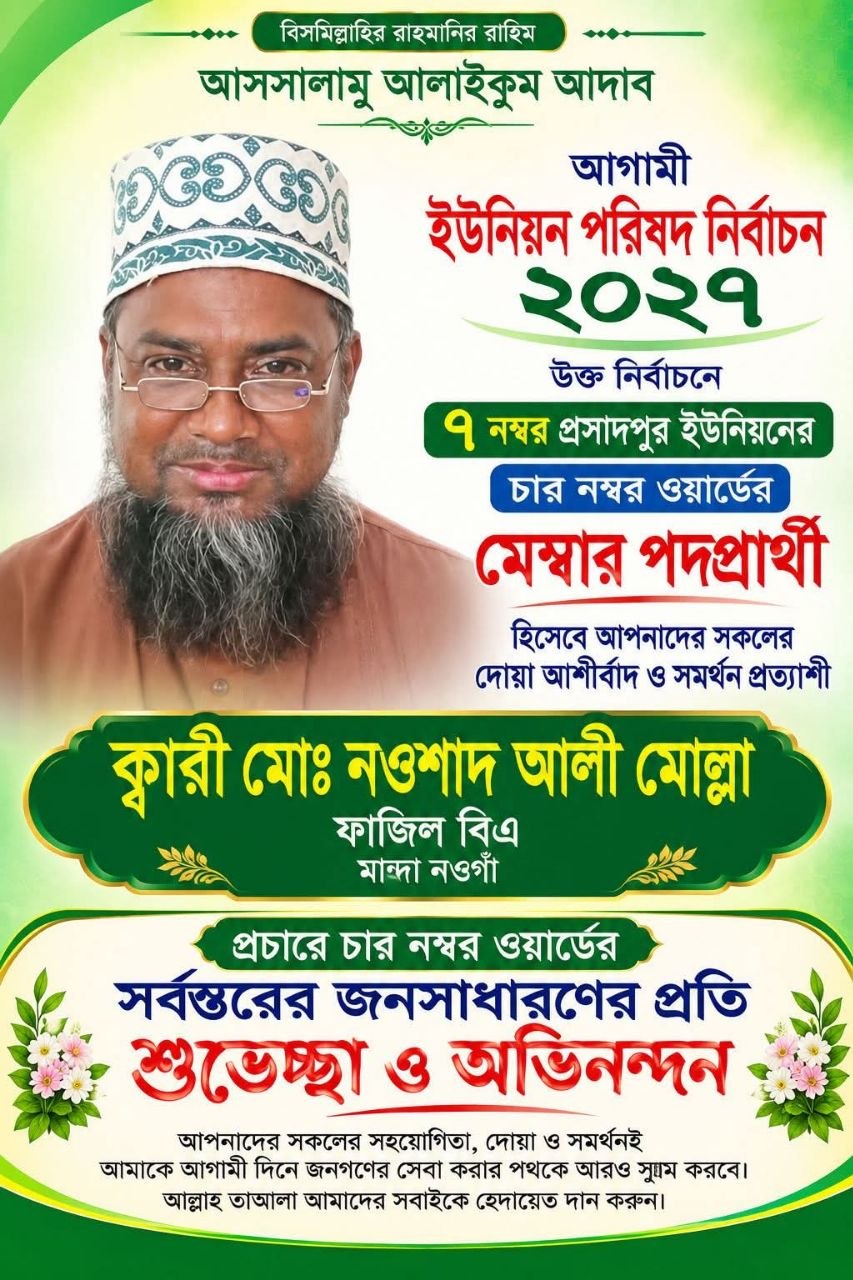 বিসমিল্লাহির রাহমানির রাহিম
আসসালামু আলাইকুম আদাব
আগামী
ইউনিয়ন পরিষদ নির্বাচন
২০২৭
উক্ত নির্বাচনে
৭ নম্বর প্রসাদপুর ইউনিয়নের
চার নম্বর ওয়ার্ডের
মেম্বার পদপ্রার্থী
হিসেবে আপনাদের সকলের
দোয়া আশীর্বাদ ও সমর্থন প্রত্যাশী
ক্বারী মোঃ নওশাদ আলী মোল্লা
ফাজিল বিএ
মান্দা নওগাঁ
প্রচারে চার নম্বর ওয়ার্ডের
সর্বস্তরের জনসাধারণের প্রতি
শুভেচ্ছা ও অভিনন্দন
আপনাদের সকলের সহযোগিতা, দোয়া ও সমর্থনই
আমাকে আগামী দিনে জনগণের সেবা করার পথকে আরও করবে।
আল্লাহ তাআলা আমাদের সবাইকে হেদায়েত দান করুন।